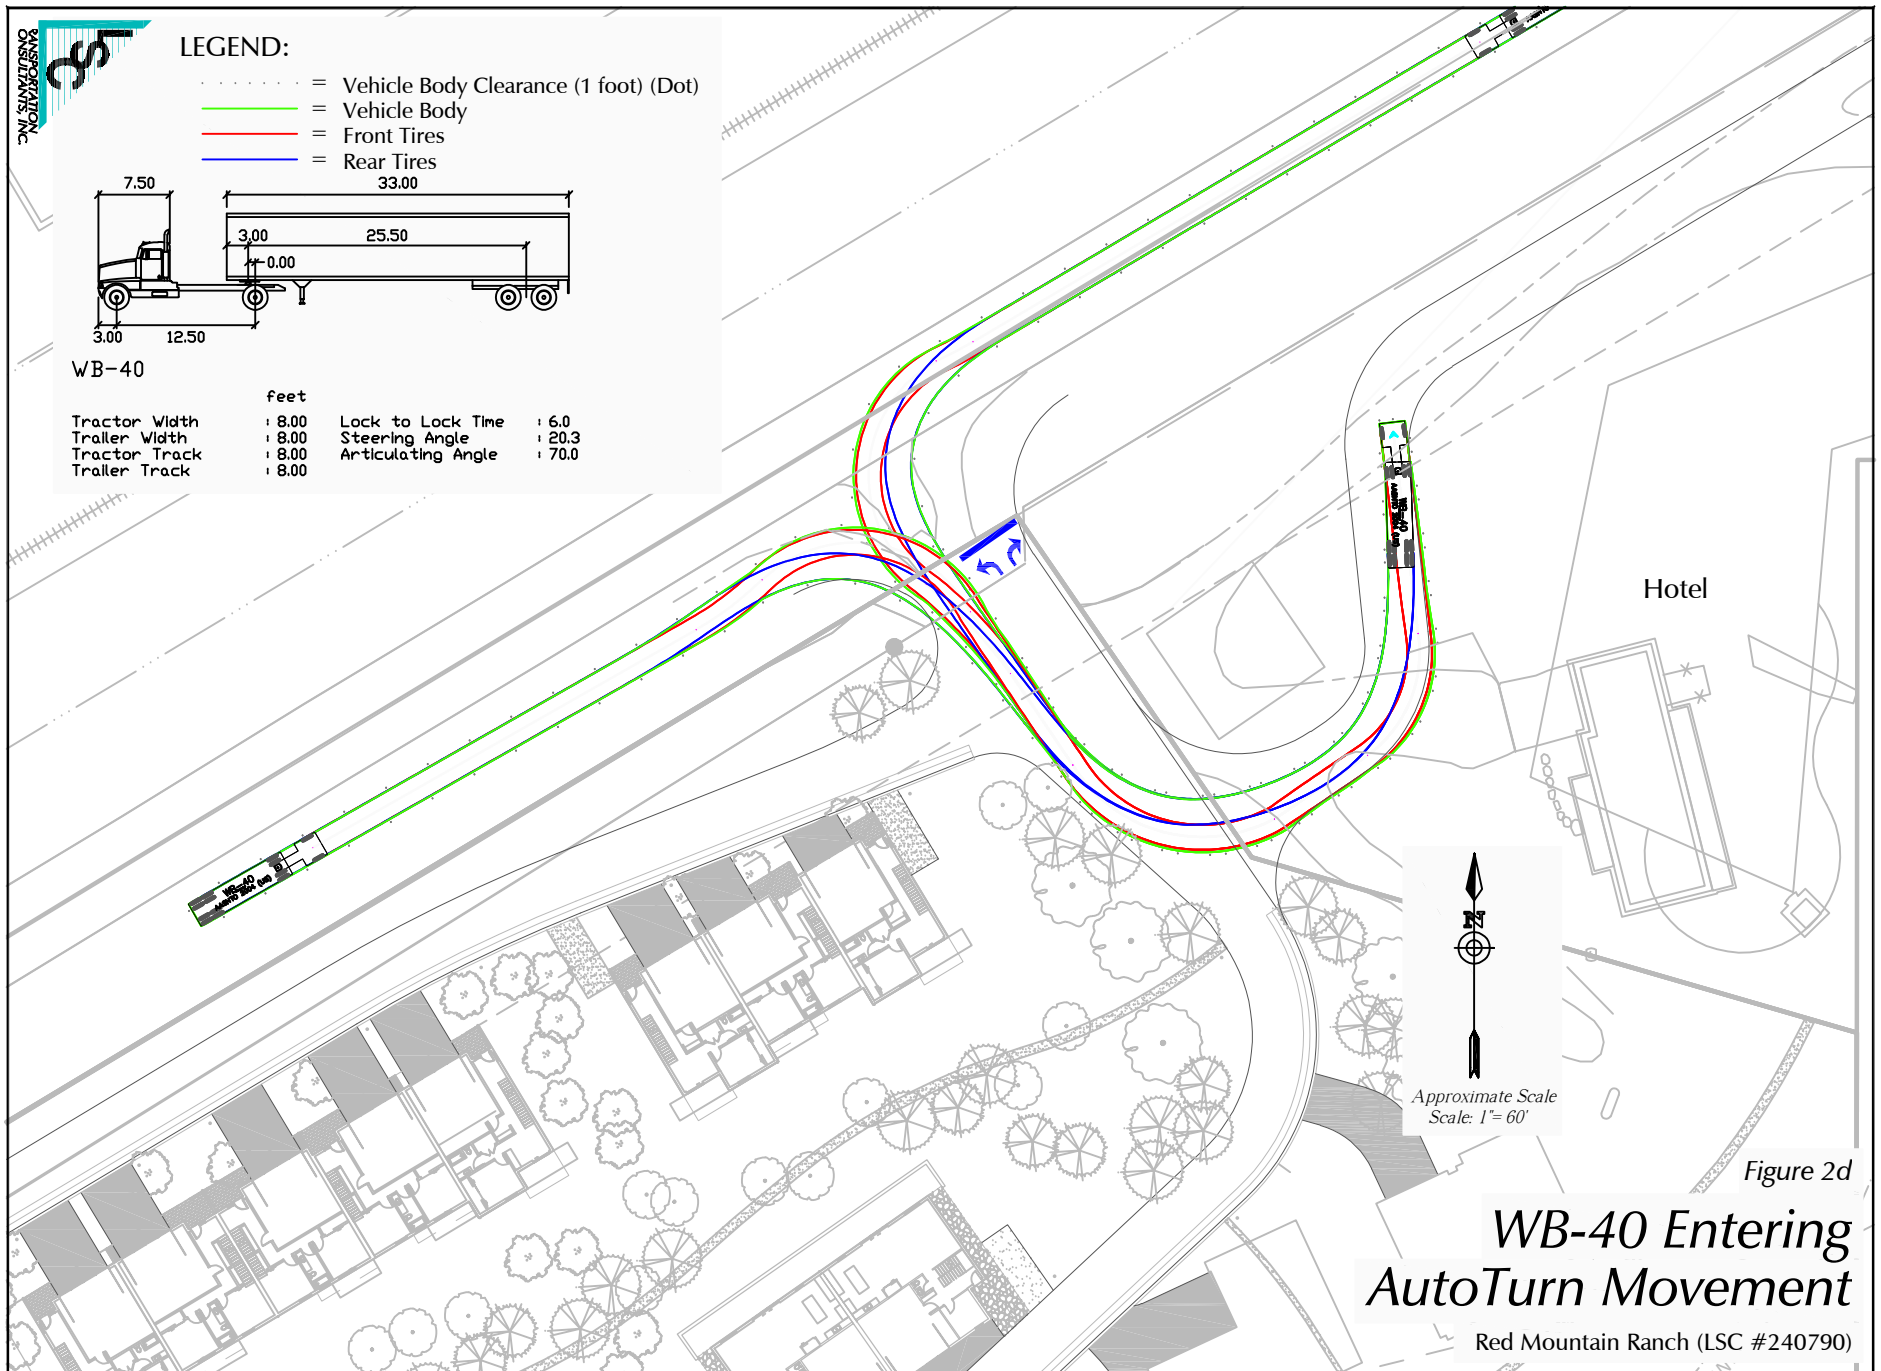 LSC
TRANSPORTATION
CONSULTANTS, INC.
LEGEND:
= Vehicle Body Clearance (1 foot) (Dot)
= Vehicle Body
= Front Tires
= Rear Tires
7.50
33.00
3.00
25.50
0.00
3.00
12.50
WB-40
feet
Tractor Width : 8.00 Lock to Lock Time : 6.0
Trailer Width : 8.00 Steering Angle : 20.3
Tractor Track : 8.00 Articulating Angle : 70.0
Trailer Track : 8.00
WB-40
Hotel
WB-40
AASHTO 2004 (US)
N
Approximate Scale
Scale: 1"= 60'
Figure 2d
WB-40 Entering
AutoTurn Movement
Red Mountain Ranch (LSC #240790)